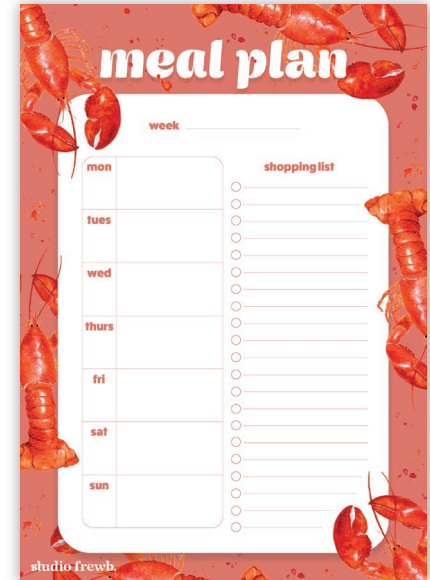 meal plan
week
mon
tues
wed
thurs
fri
sat
sun
shopping list
studio frewb.